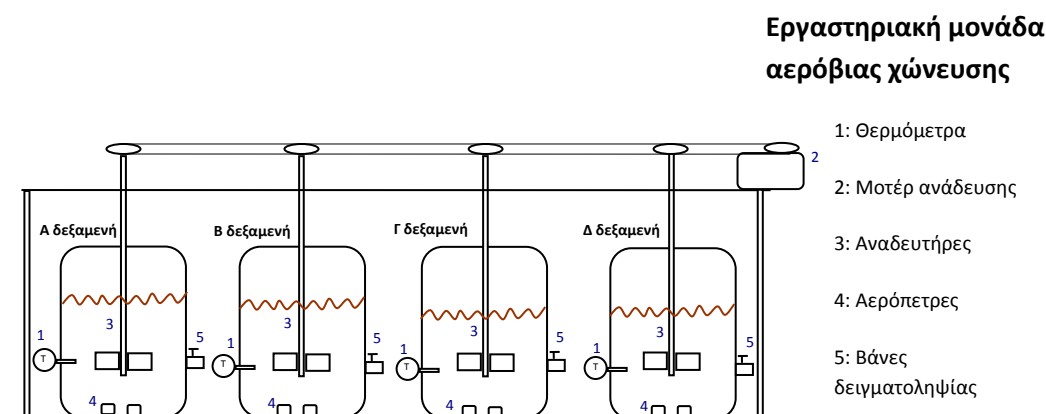 Εργαστηριακή μονάδα
αερόβιας χώνευσης
1: Θερμόμετρα
2
2: Μοτέρ ανάδευσης
Α δεξαμενή
Β δεξαμενή
Γ δεξαμενή
Δ δεξαμενή
3: Αναδευτήρες
4: Αερόπετρες
3
3
3
3
1
5
1
5
1
5
1
5
Τ
Τ
Τ
Τ
5: Βάνες
δειγματοληψίας
4
4
4
4